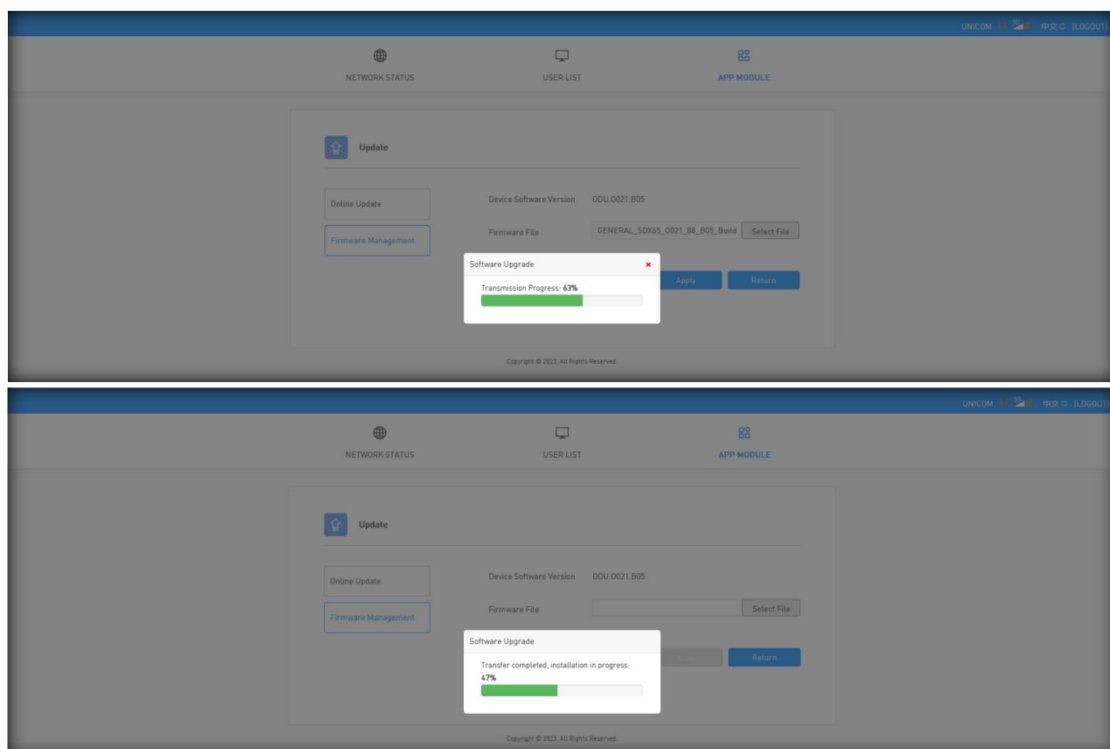 UNICOM 5G 中文 [LOGOUT]
NETWORK STATUS USER LIST APP MODULE
Update
Online Update
Firmware Management
Device Software Version ODU.0021.B05
Firmware File GENERAL_SDX65_0021_88_B05_Build Select File
Software Upgrade
Transmission Progress: 63%
Apply Return
Copyright © 2023. All Rights Reserved.
UNICOM 5G 中文 [LOGOUT]
NETWORK STATUS USER LIST APP MODULE
Update
Online Update
Firmware Management
Device Software Version ODU.0021.B05
Firmware File Select File
Software Upgrade
Transfer completed, installation in progress:
47%
Return
Copyright © 2023. All Rights Reserved.